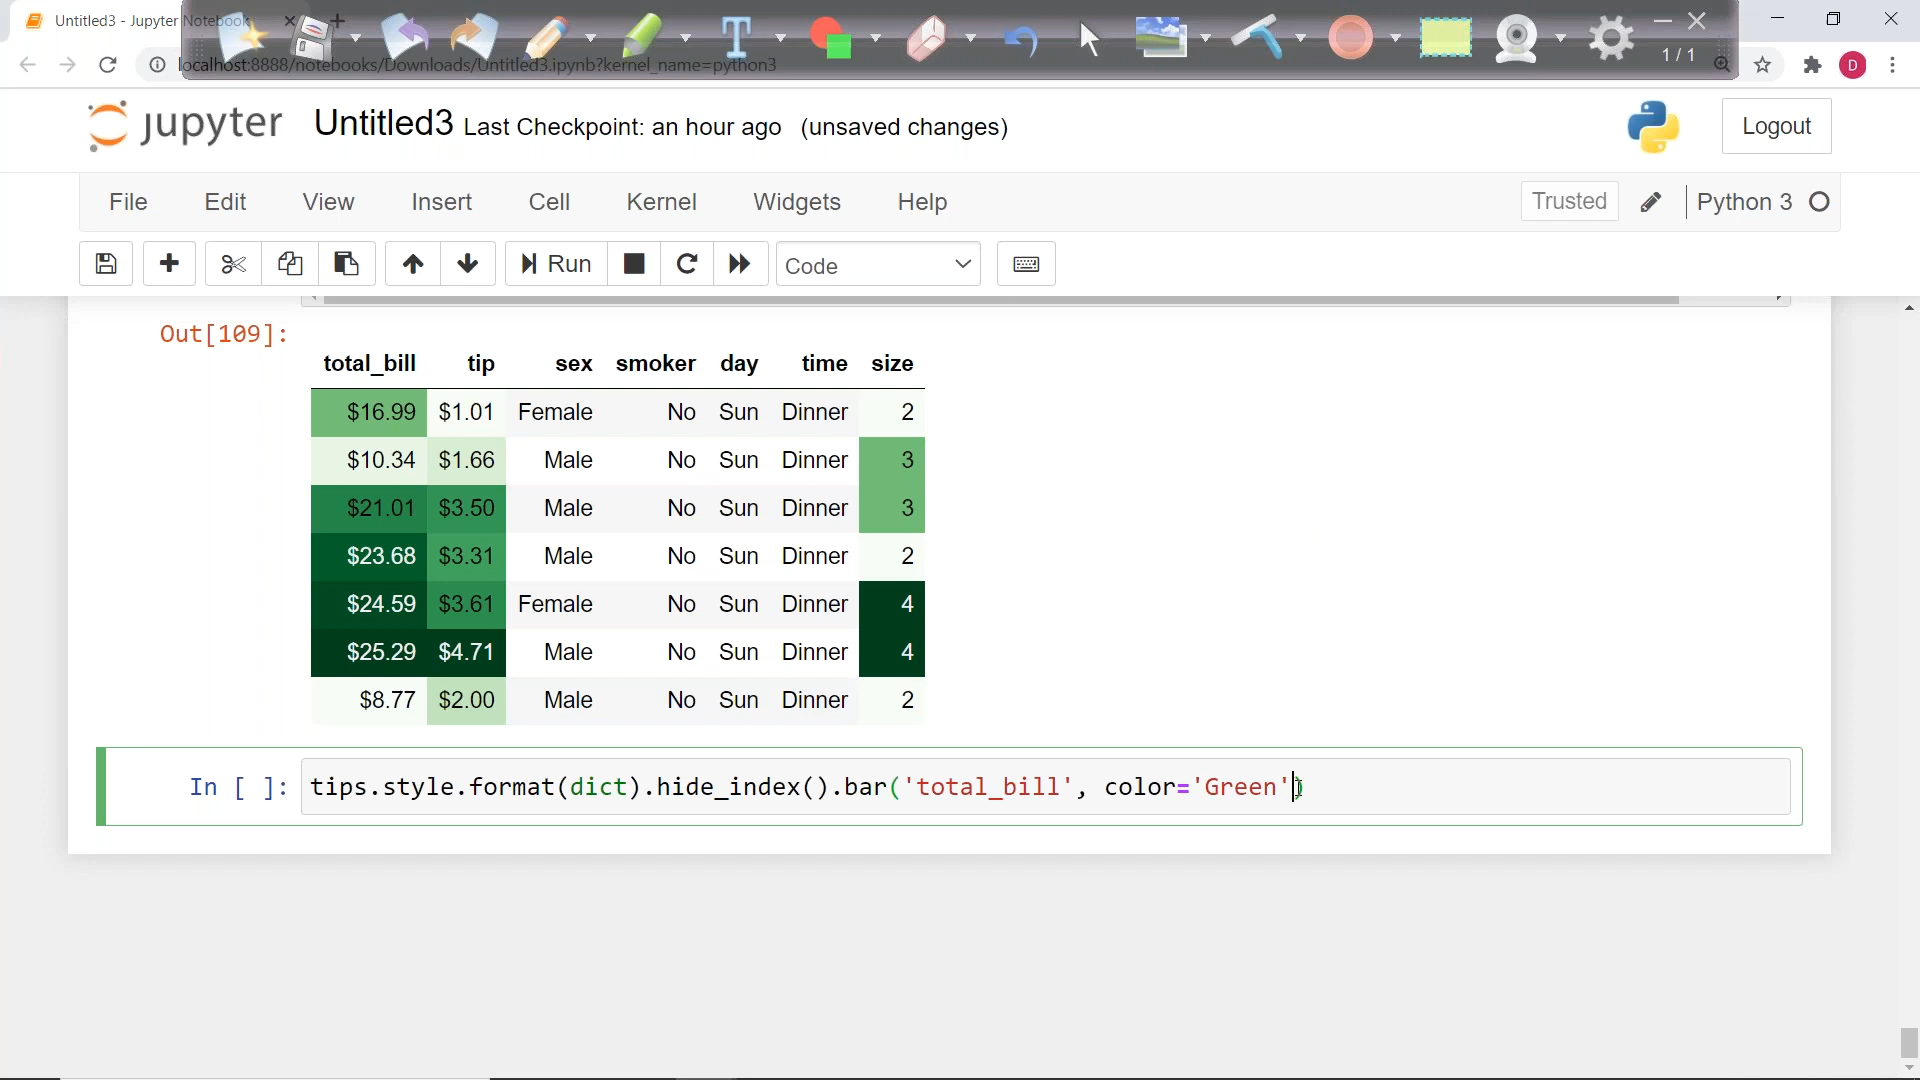 Untitled3 - Jupyter Notebook
localhost:8888/notebooks/Downloads/Untitled3.ipynb?kernel_name=python3
1/1
D
jupyter Untitled3 Last Checkpoint: an hour ago (unsaved changes)
Logout
File Edit View Insert Cell Kernel Widgets Help
Trusted
Python 3
Run
Code
Out[109]:
total_bill tip sex smoker day time size
$16.99 $1.01 Female No Sun Dinner 2
$10.34 $1.66 Male No Sun Dinner 3
$21.01 $3.50 Male No Sun Dinner 3
$23.68 $3.31 Male No Sun Dinner 2
$24.59 $3.61 Female No Sun Dinner 4
$25.29 $4.71 Male No Sun Dinner 4
$8.77 $2.00 Male No Sun Dinner 2
In [ ]: tips.style.format(dict).hide_index().bar('total_bill', color='Green')